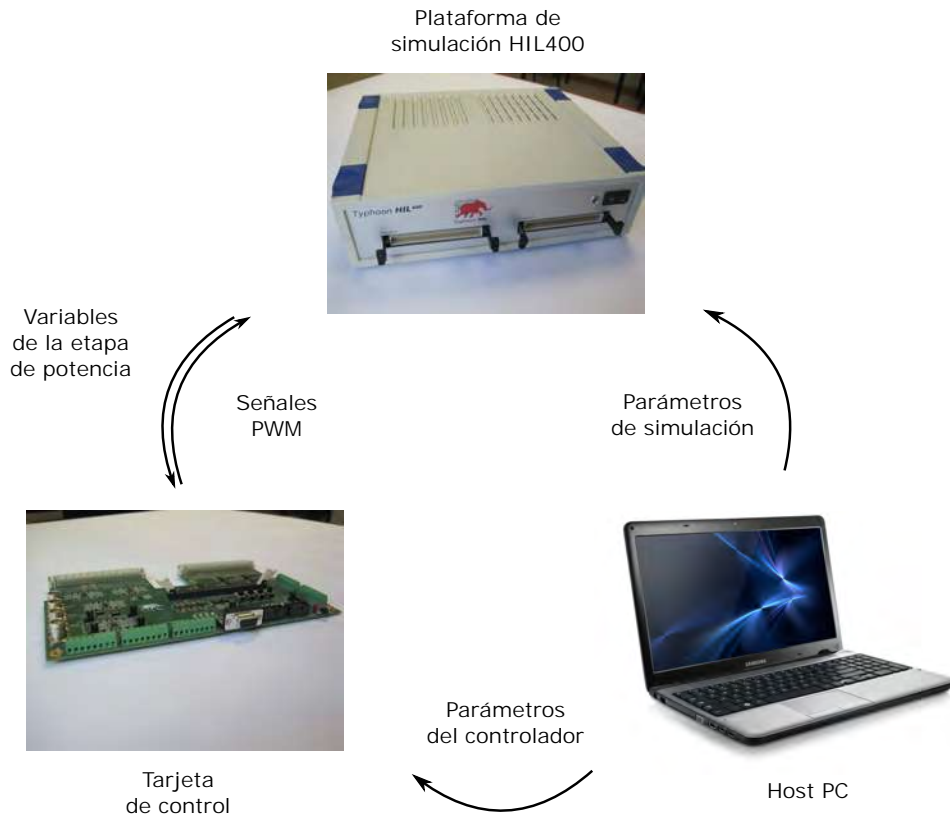 Plataforma de
simulación HIL400
Typhoon HIL
Variables
de la etapa
de potencia
Señales
PWM
Parámetros
de simulación
Parámetros
del controlador
Tarjeta
de control
SAMSUNG
Host PC